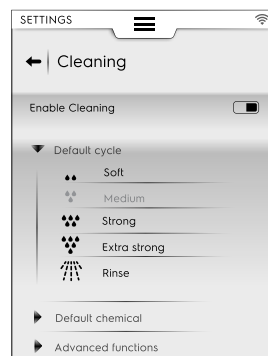 SETTINGS
Cleaning
Enable Cleaning
Default cycle
Soft
Medium
Strong
Extra strong
Rinse
Default chemical
Advanced functions